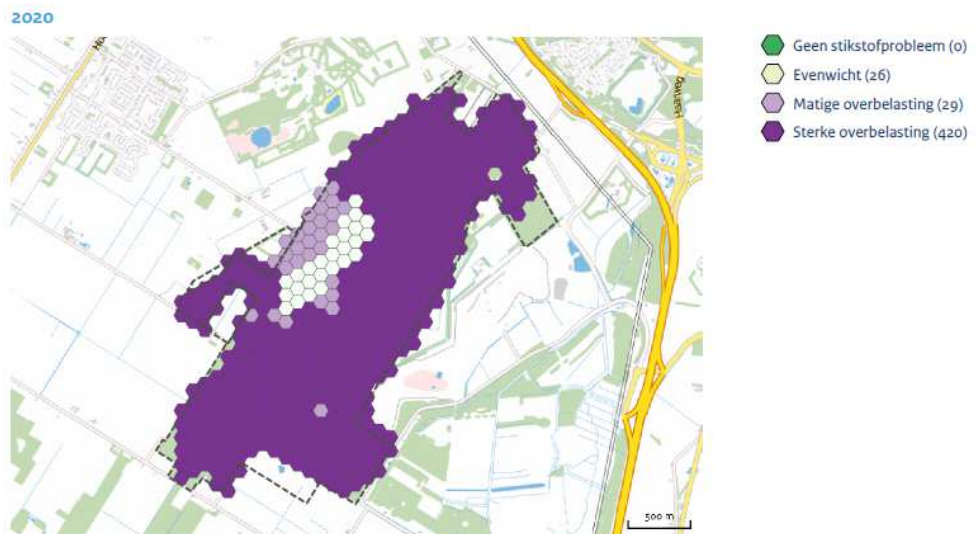 2020
Geen stikstofprobleem (0)
Evenwicht (26)
Matige overbelasting (29)
Sterke overbelasting (420)
500 m